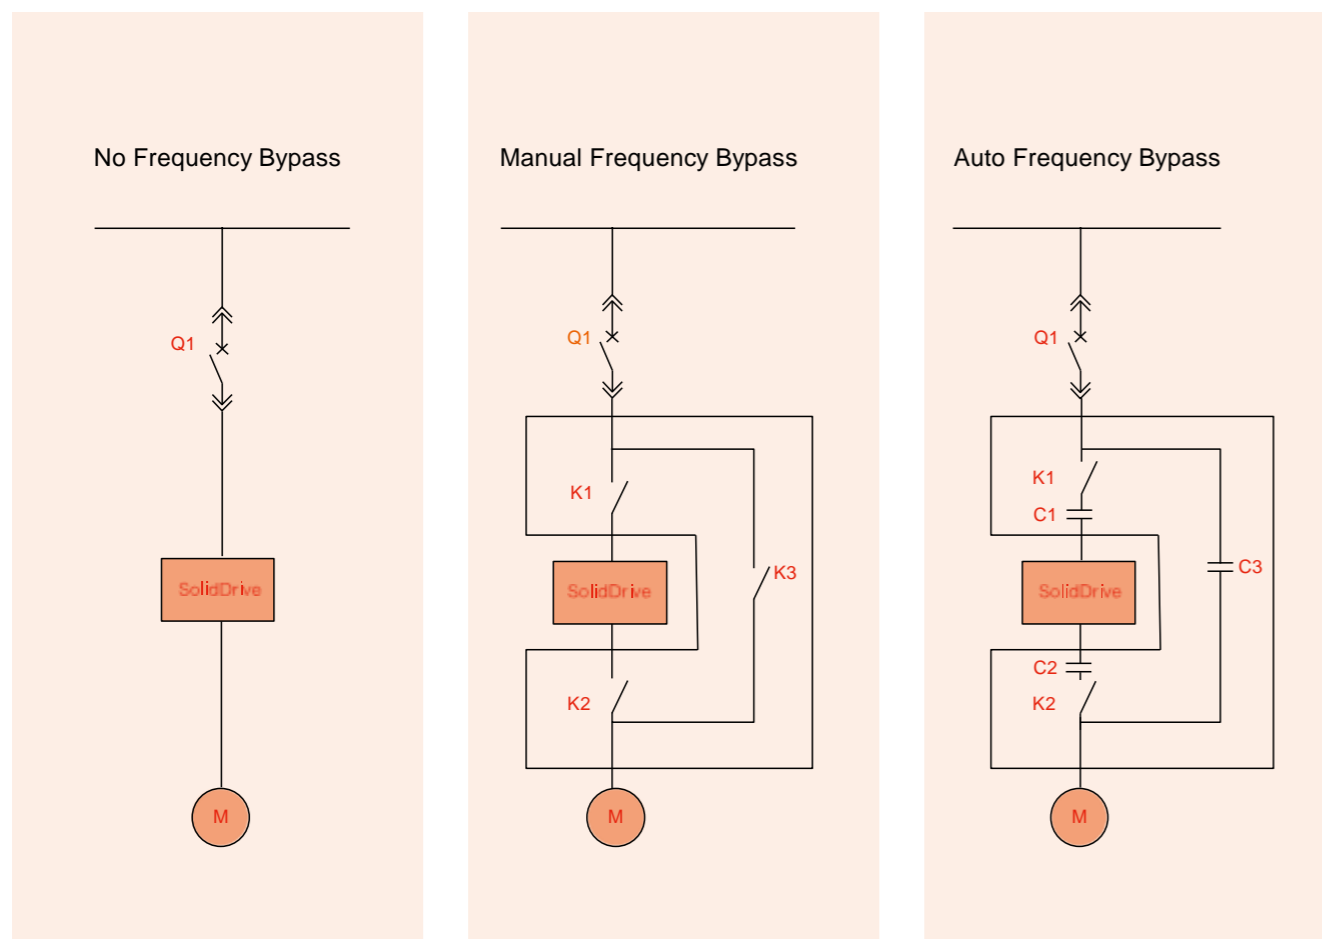 No Frequency Bypass
Q1
SolidDrive
M
Manual Frequency Bypass
Q1
K1
K3
SolidDrive
K2
M
Auto Frequency Bypass
Q1
K1
C1
C3
SolidDrive
C2
K2
M